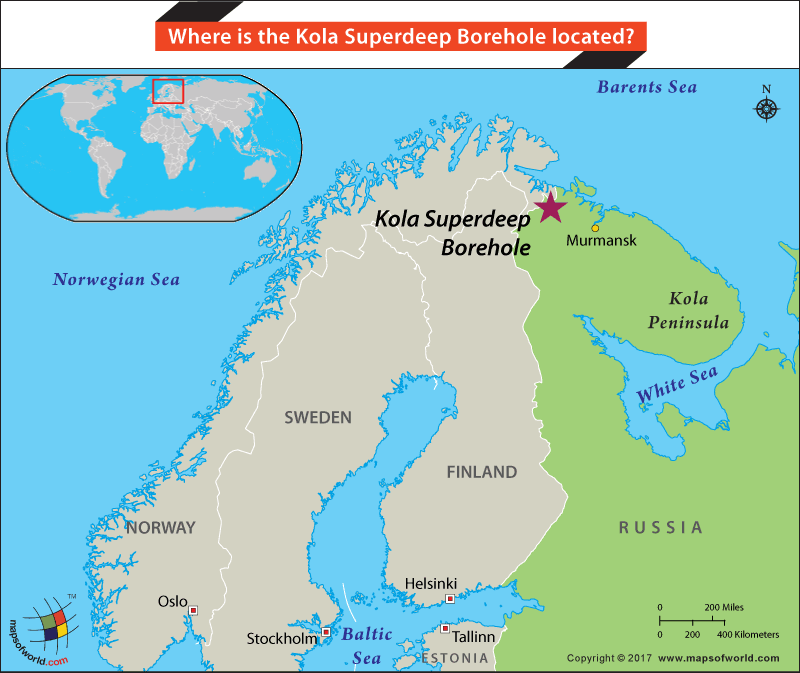 Where is the Kola Superdeep Borehole located?
Barents Sea
N
Kola Superdeep
Borehole
Murmansk
Norwegian Sea
Kola
Peninsula
White Sea
SWEDEN
FINLAND
NORWAY
RUSSIA
Helsinki
Oslo
Stockholm
Baltic
Sea
Tallinn
ESTONIA
0 200 Miles
0 200 400 Kilometers
TM
mapsofworld.com
Copyright © 2017 www.mapsofworld.com